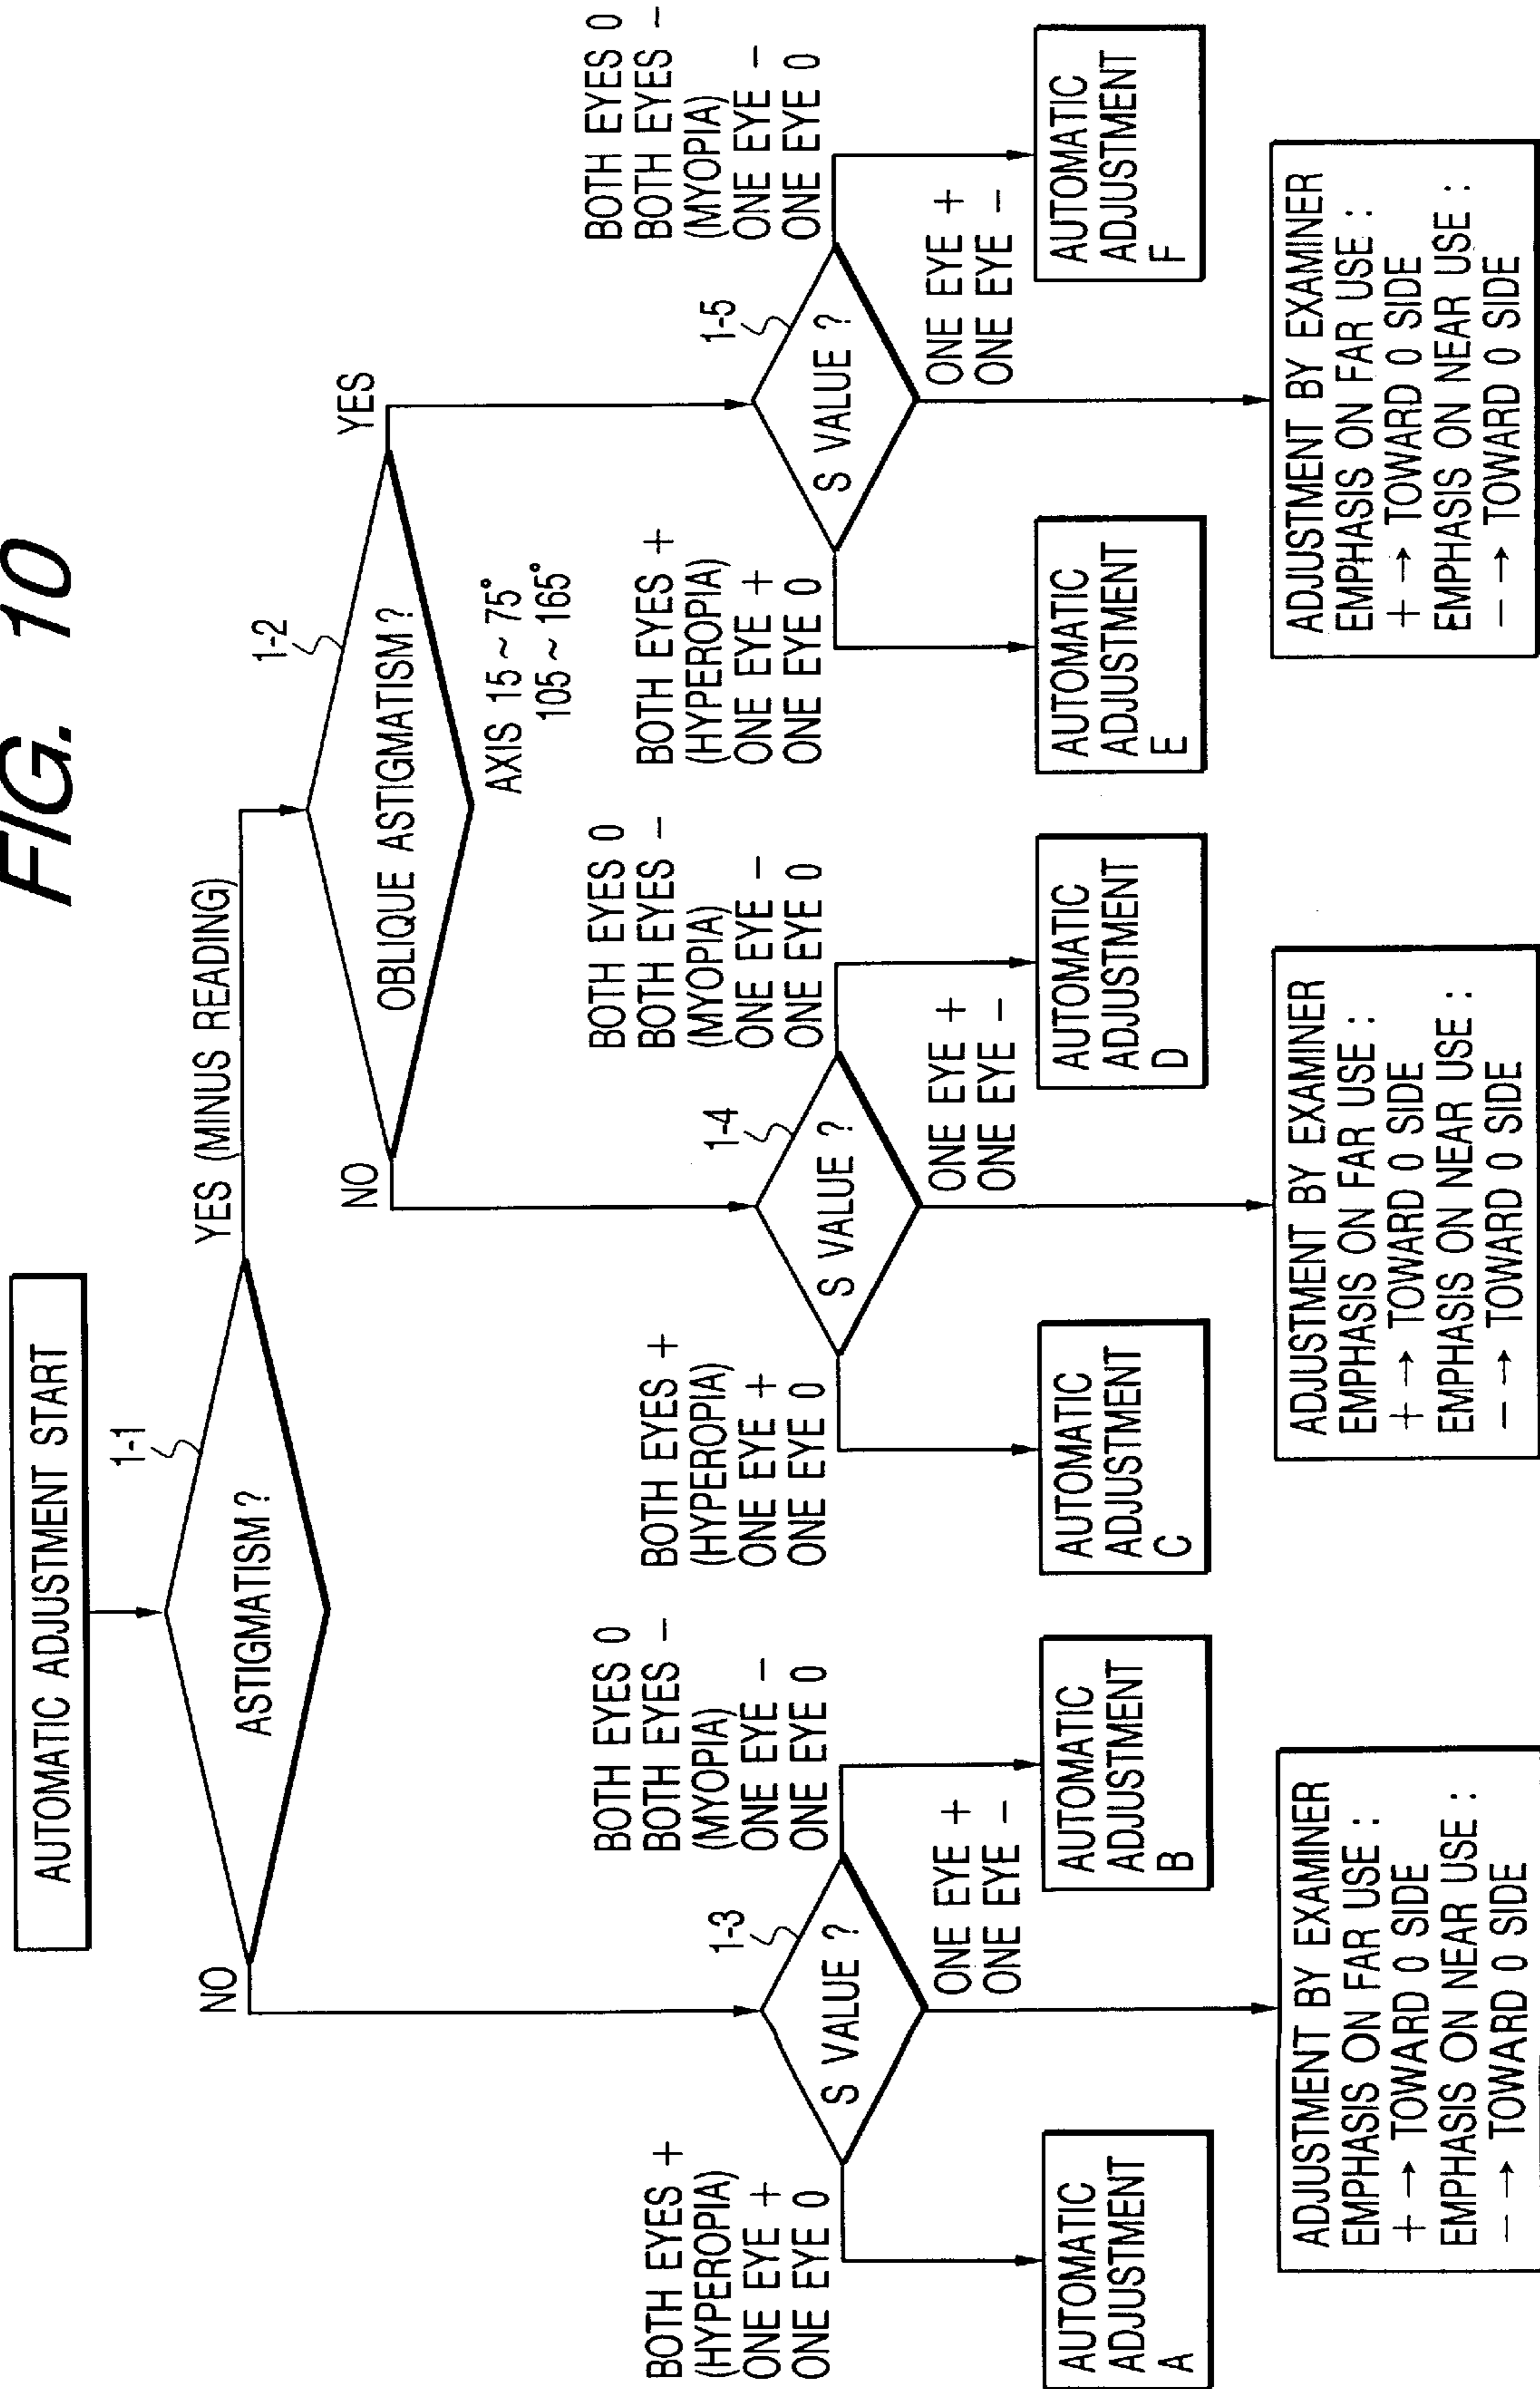 FIG. 10
AUTOMATIC ADJUSTMENT START
1-1
ASTIGMATISM ?
NO
YES (MINUS READING)
1-2
OBLIQUE ASTIGMATISM ?
AXIS 15 ~ 75°
105 ~ 165°
NO
YES
1-3
S VALUE ?
BOTH EYES +
(HYPEROPIA)
ONE EYE +
ONE EYE 0
BOTH EYES 0
BOTH EYES −
(MYOPIA)
ONE EYE −
ONE EYE 0
ONE EYE +
ONE EYE −
AUTOMATIC
ADJUSTMENT
A
AUTOMATIC
ADJUSTMENT
B
ADJUSTMENT BY EXAMINER
EMPHASIS ON FAR USE :
+ → TOWARD 0 SIDE
EMPHASIS ON NEAR USE :
− → TOWARD 0 SIDE
1-4
S VALUE ?
BOTH EYES +
(HYPEROPIA)
ONE EYE +
ONE EYE 0
BOTH EYES 0
BOTH EYES −
(MYOPIA)
ONE EYE −
ONE EYE 0
ONE EYE +
ONE EYE −
AUTOMATIC
ADJUSTMENT
C
AUTOMATIC
ADJUSTMENT
D
ADJUSTMENT BY EXAMINER
EMPHASIS ON FAR USE :
+ → TOWARD 0 SIDE
EMPHASIS ON NEAR USE :
− → TOWARD 0 SIDE
1-5
S VALUE ?
BOTH EYES +
(HYPEROPIA)
ONE EYE +
ONE EYE 0
BOTH EYES 0
BOTH EYES −
(MYOPIA)
ONE EYE −
ONE EYE 0
ONE EYE +
ONE EYE −
AUTOMATIC
ADJUSTMENT
E
AUTOMATIC
ADJUSTMENT
F
ADJUSTMENT BY EXAMINER
EMPHASIS ON FAR USE :
+ → TOWARD 0 SIDE
EMPHASIS ON NEAR USE :
− → TOWARD 0 SIDE